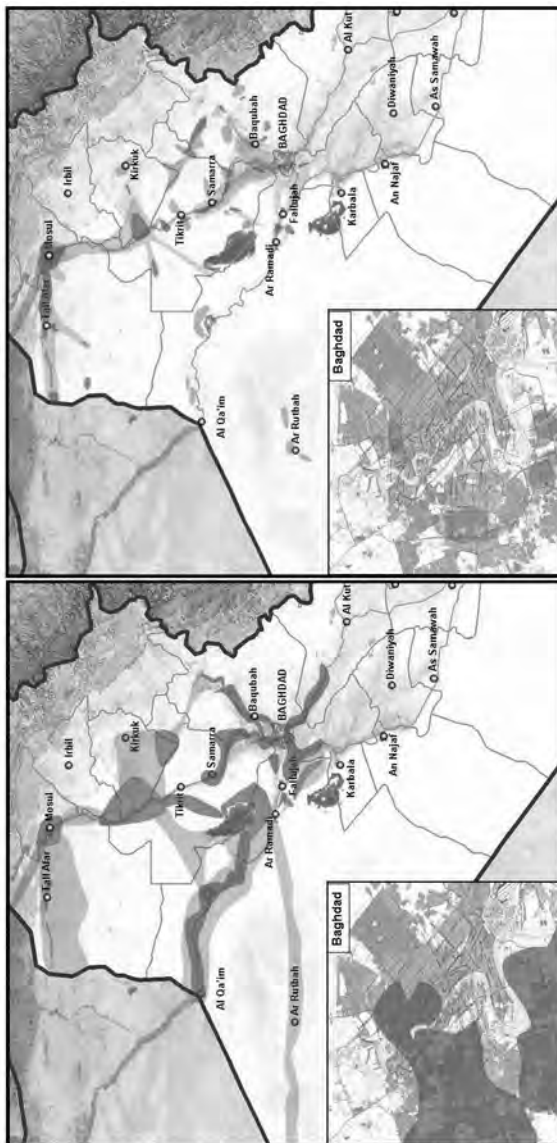 Tall Afar
Mosul
Irbil
Kirkuk
Tikrit
Samarra
Al Qa'im
Baqubah
BAGHDAD
Ar Ramadi
Fallujah
Ar Rutbah
Karbala
Al Kut
An Najaf
Diwaniyah
As Samawah
Baghdad
Tall Afar
Mosul
Irbil
Kirkuk
Tikrit
Samarra
Al Qa'im
Baqubah
BAGHDAD
Ar Ramadi
Fallujah
Ar Rutbah
Karbala
Al Kut
An Najaf
Diwaniyah
As Samawah
Baghdad